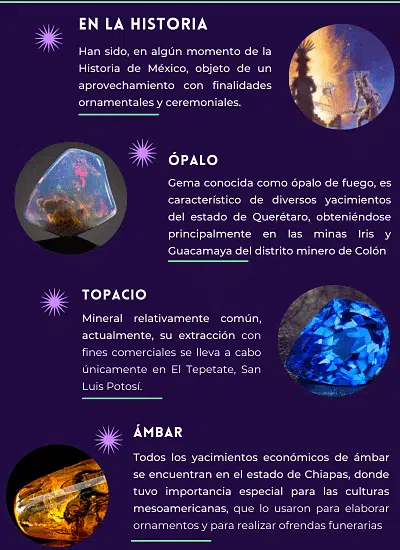 EN LA HISTORIA
Han sido, en algún momento de la
Historia de México, objeto de un
aprovechamiento con finalidades
ornamentales y ceremoniales.
ÓPALO
Gema conocida como ópalo de fuego, es
característico de diversos yacimientos
del estado de Querétaro, obteniéndose
principalmente en las minas Iris y
Guacamaya del distrito minero de Colón
TOPACIO
Mineral relativamente común,
actualmente, su extracción con
fines comerciales se lleva a cabo
únicamente en El Tepetate, San
Luis Potosí.
ÁMBAR
Todos los yacimientos económicos de ámbar
se encuentran en el estado de Chiapas, donde
tuvo importancia especial para las culturas
mesoamericanas, que lo usaron para elaborar
ornamentos y para realizar ofrendas funerarias